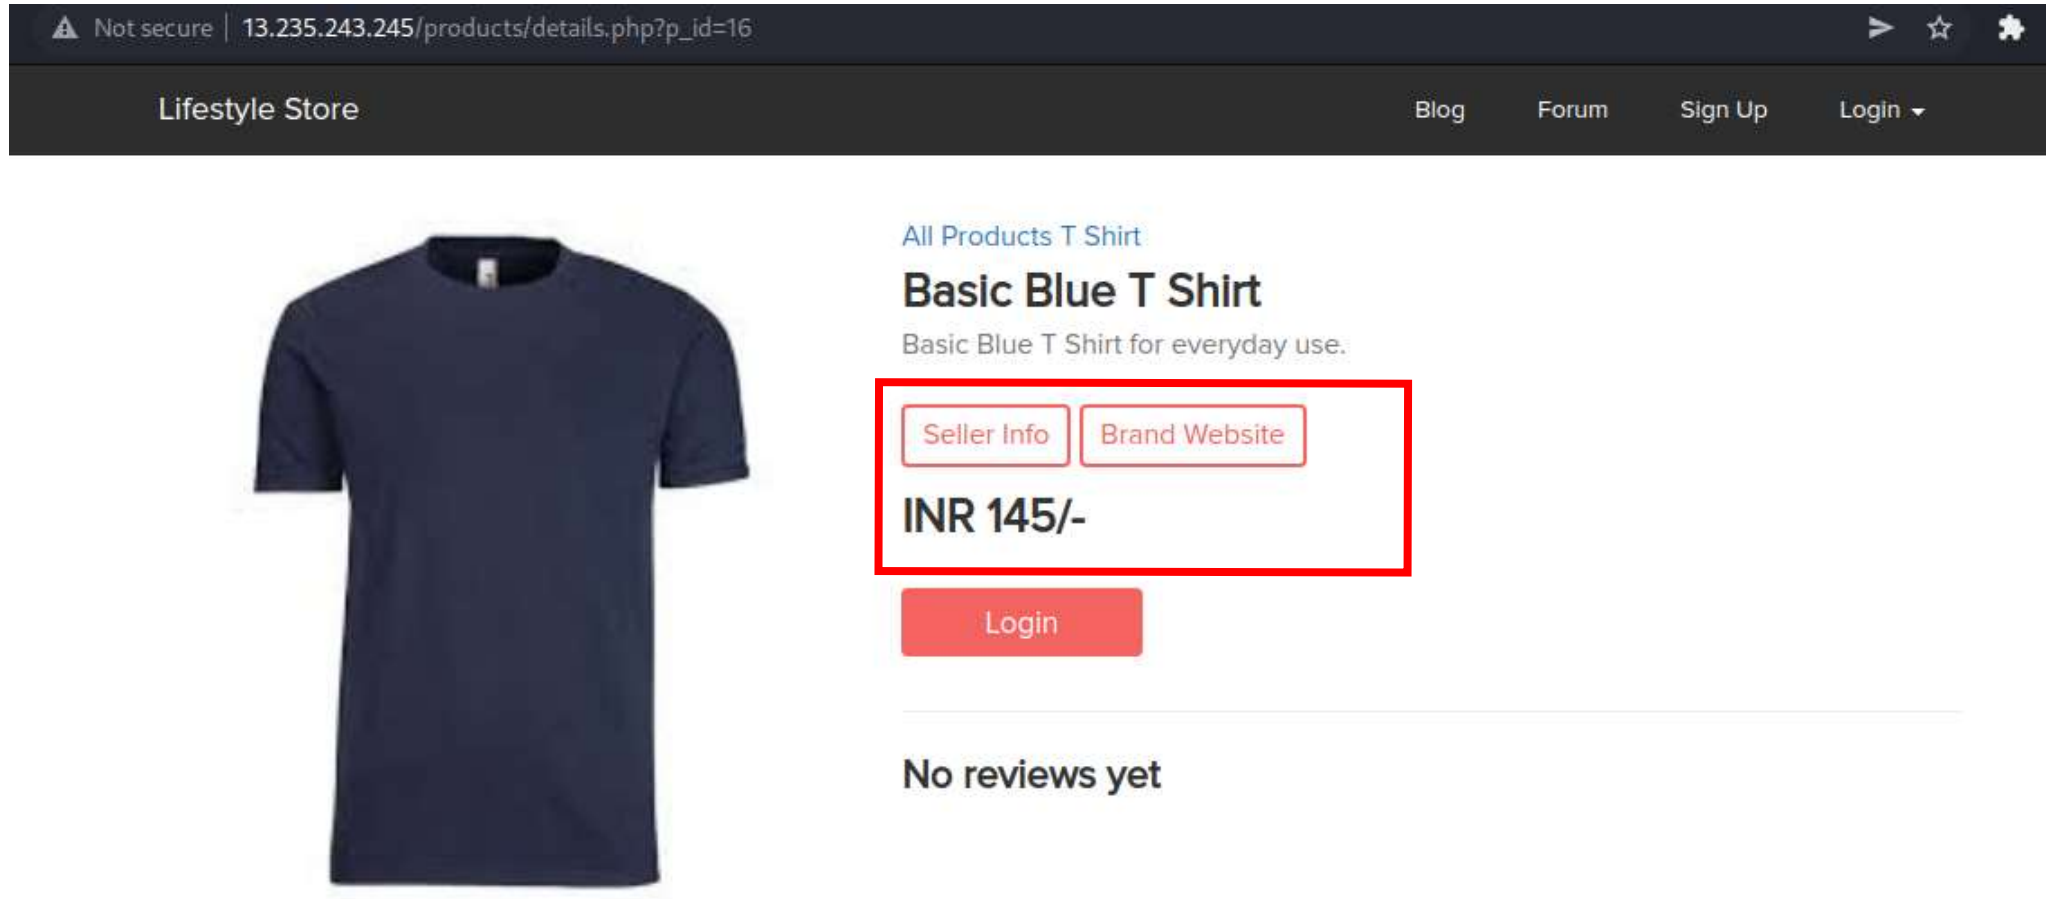 Not secure | 13.235.243.245/products/details.php?p_id=16
Lifestyle Store
Blog Forum Sign Up Login
All Products T Shirt
Basic Blue T Shirt
Basic Blue T Shirt for everyday use.
Seller Info Brand Website
INR 145/-
Login
No reviews yet